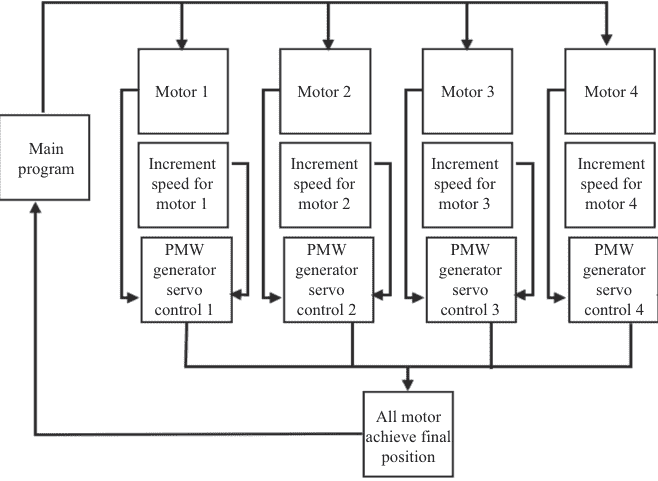 Motor 1
Motor 2
Motor 3
Motor 4
Main
program
Increment
speed for
motor 1
Increment
speed for
motor 2
Increment
speed for
motor 3
Increment
speed for
motor 4
PMW
generator
servo
control 1
PMW
generator
servo
control 2
PMW
generator
servo
control 3
PMW
generator
servo
control 4
All motor
achieve final
position